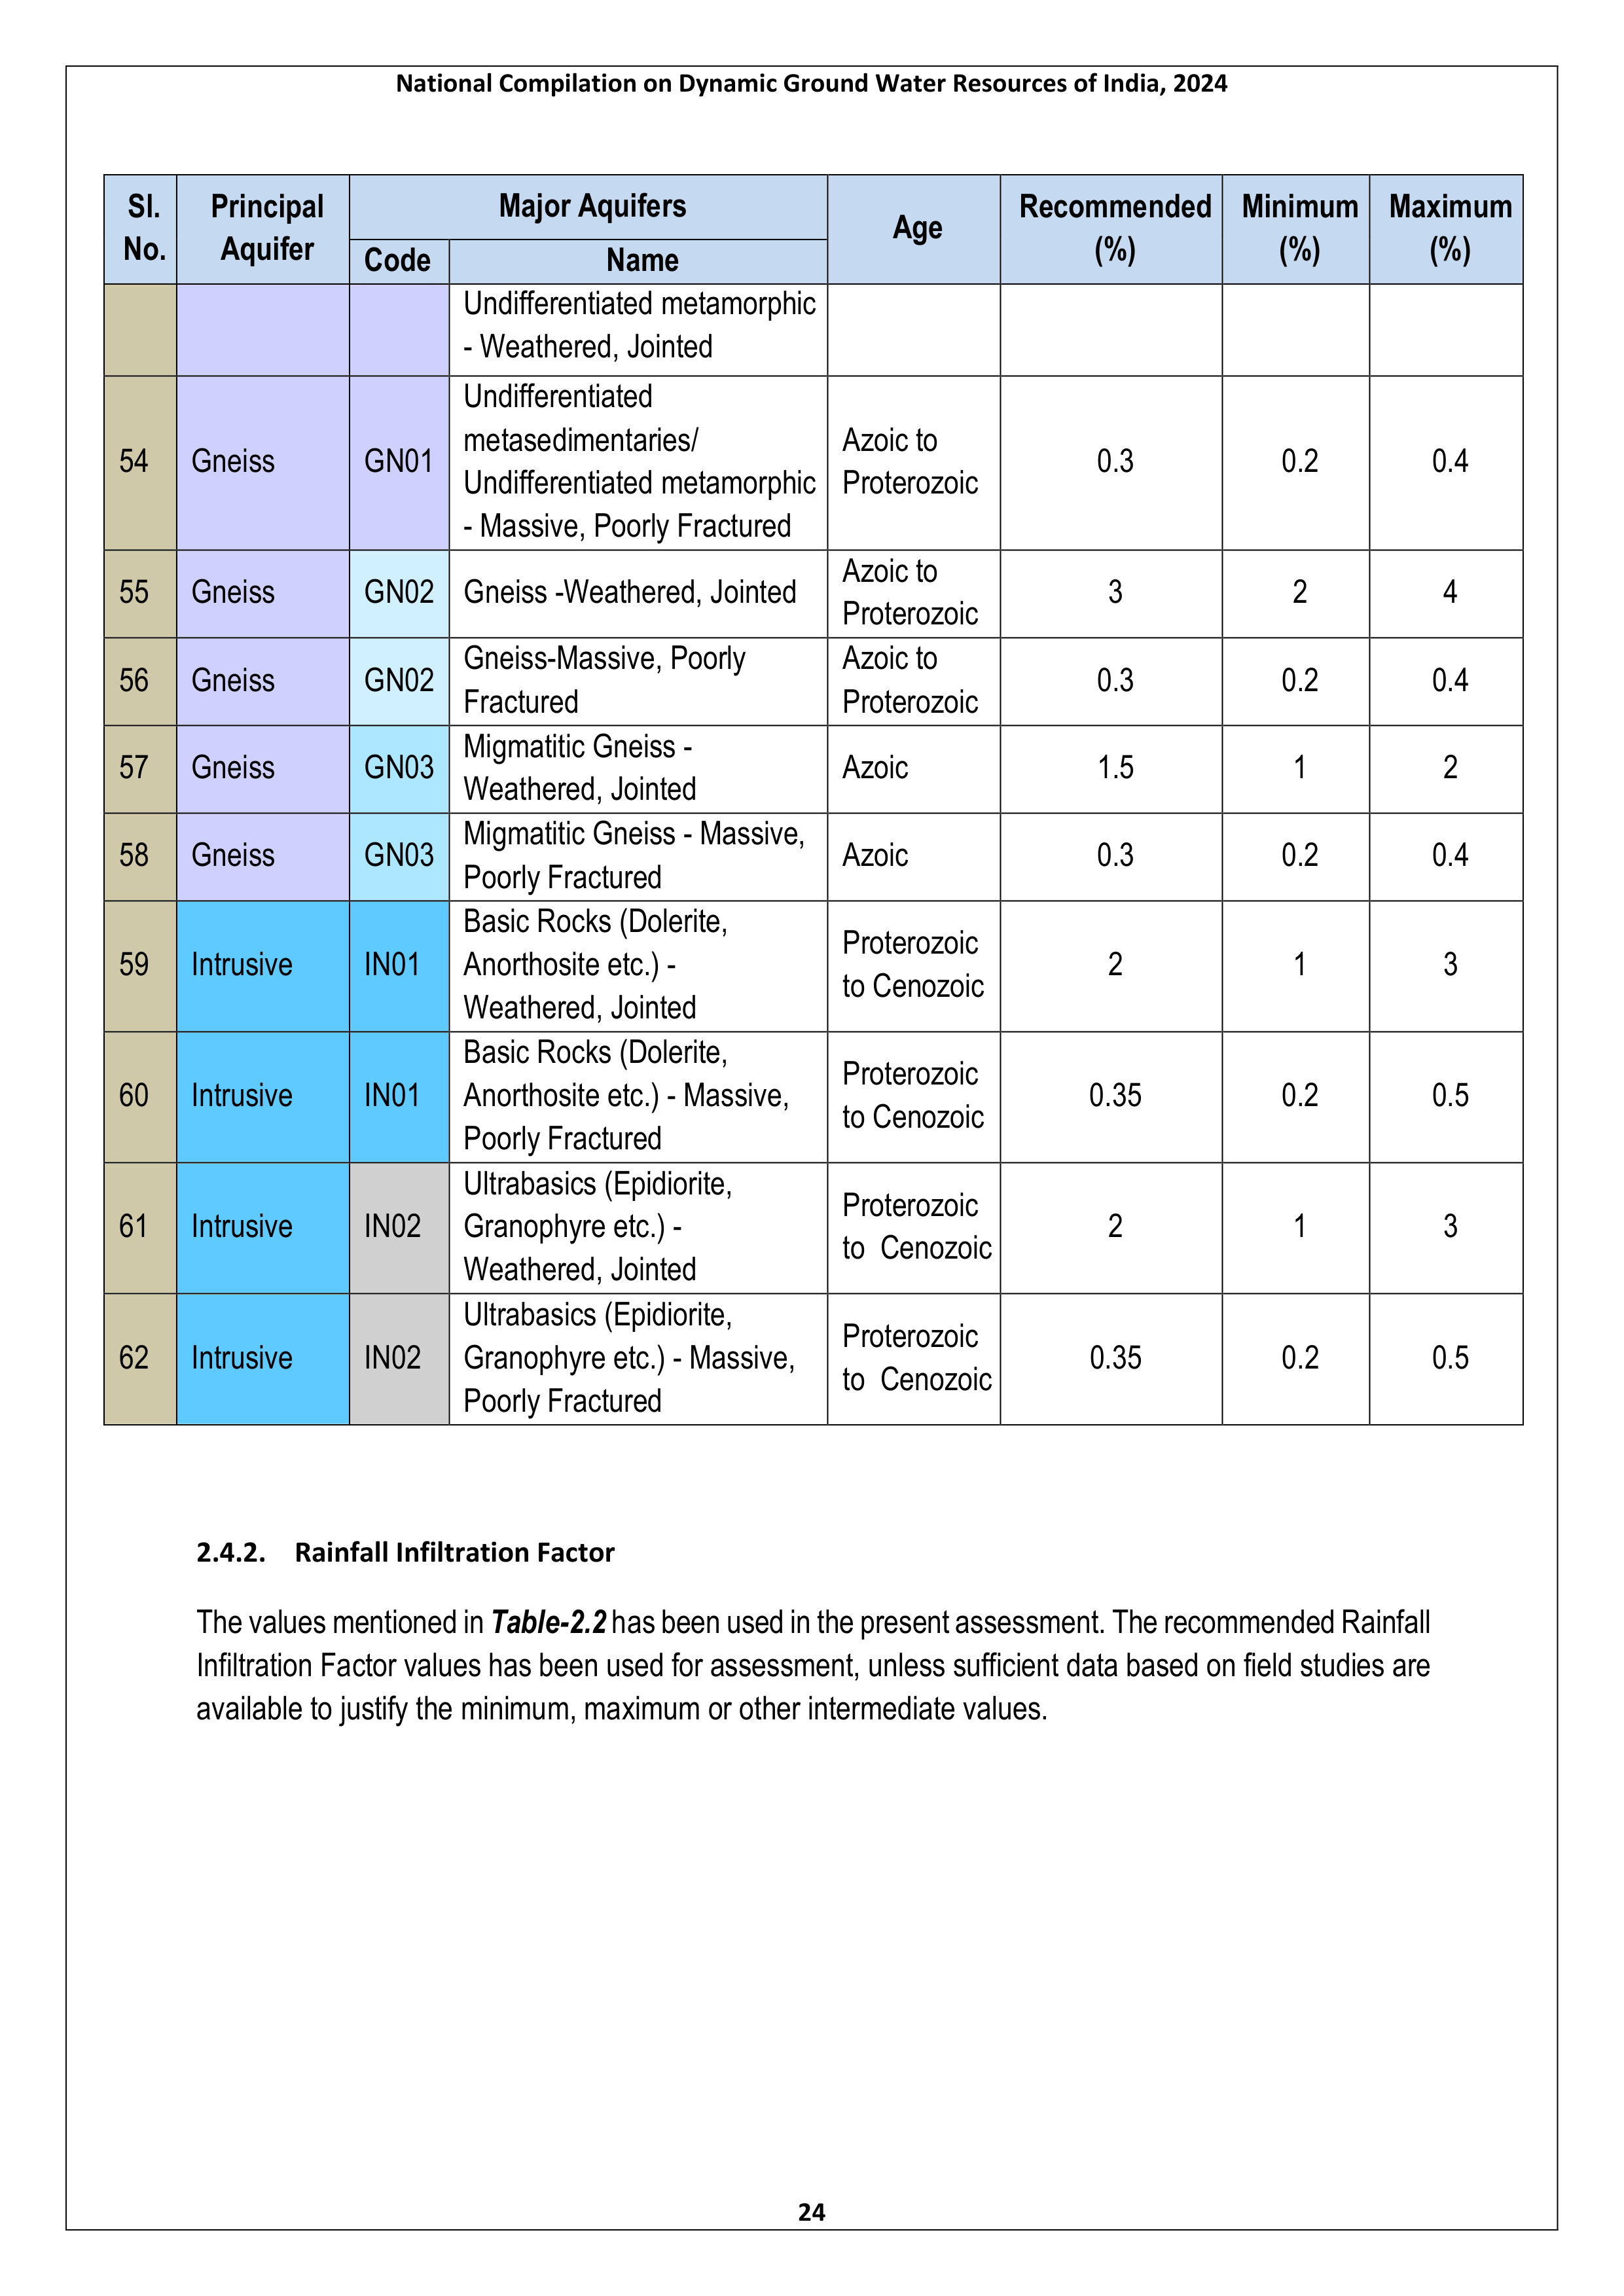 National Compilation on Dynamic Ground Water Resources of India, 2024
Sl. No. Principal Aquifer Major Aquifers Age Recommended (%) Minimum (%) Maximum (%)
Code Name
Undifferentiated metamorphic
- Weathered, Jointed
54 Gneiss GN01 Undifferentiated
metasedimentaries/
Undifferentiated metamorphic
- Massive, Poorly Fractured
Azoic to
Proterozoic
0.3 0.2 0.4
55 Gneiss GN02 Gneiss -Weathered, Jointed
Azoic to
Proterozoic
3 2 4
56 Gneiss GN02 Gneiss-Massive, Poorly
Fractured
Azoic to
Proterozoic
0.3 0.2 0.4
57 Gneiss GN03 Migmatitic Gneiss -
Weathered, Jointed
Azoic 1.5 1 2
58 Gneiss GN03 Migmatitic Gneiss - Massive,
Poorly Fractured
Azoic 0.3 0.2 0.4
59 Intrusive IN01 Basic Rocks (Dolerite,
Anorthosite etc.) -
Weathered, Jointed
Proterozoic
to Cenozoic
2 1 3
60 Intrusive IN01 Basic Rocks (Dolerite,
Anorthosite etc.) - Massive,
Poorly Fractured
Proterozoic
to Cenozoic
0.35 0.2 0.5
61 Intrusive IN02 Ultrabasics (Epidiorite,
Granophyre etc.) -
Weathered, Jointed
Proterozoic
to Cenozoic
2 1 3
62 Intrusive IN02 Ultrabasics (Epidiorite,
Granophyre etc.) - Massive,
Poorly Fractured
Proterozoic
to Cenozoic
0.35 0.2 0.5
2.4.2. Rainfall Infiltration Factor
The values mentioned in Table-2.2 has been used in the present assessment. The recommended Rainfall
Infiltration Factor values has been used for assessment, unless sufficient data based on field studies are
available to justify the minimum, maximum or other intermediate values.
24